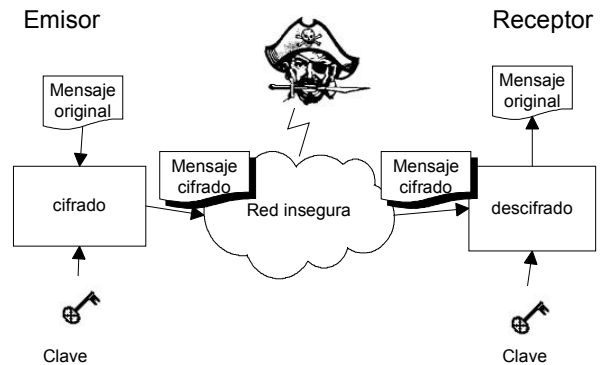 Emisor
Receptor
Mensaje
original
Mensaje
original
Mensaje
cifrado
Mensaje
cifrado
cifrado
Red insegura
descifrado
Clave
Clave